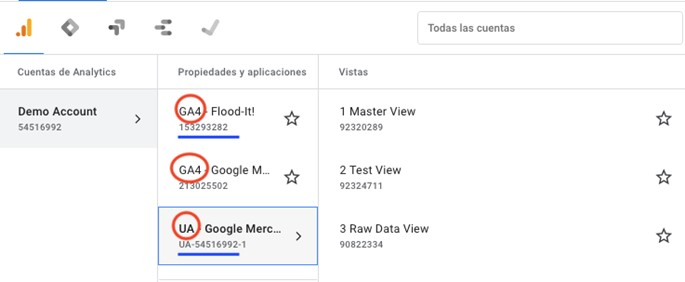 Todas las cuentas
Cuentas de Analytics
Demo Account
54516992
Propiedades y aplicaciones
GA4 - Flood-It!
153293282
GA4 - Google M...
213025502
UA - Google Merc...
UA-54516992-1
Vistas
1 Master View
92320289
2 Test View
92324711
3 Raw Data View
90822334